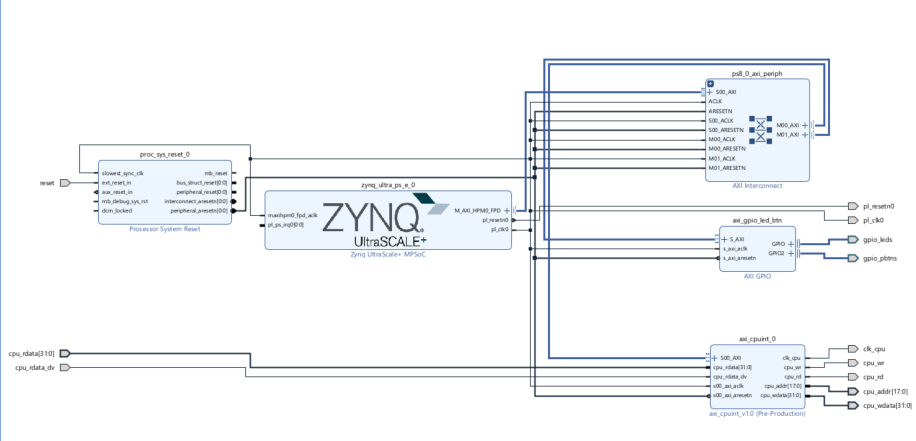 ps8_0_axi_periph
S00_AXI
ACLK
ARESETN
S00_ACLK
S00_ARESETN
M00_ACLK
M00_ARESETN
M01_ACLK
M01_ARESETN
M00_AXI
M01_AXI
AXI Interconnect
proc_sys_reset_0
reset
slowest_sync_clk
ext_reset_in
aux_reset_in
mb_debug_sys_rst
dcm_locked
mb_reset
bus_struct_reset[0:0]
peripheral_reset[0:0]
interconnect_aresetn[0:0]
peripheral_aresetn[0:0]
Processor System Reset
zynq_ultra_ps_e_0
maxihpm0_fpd_aclk
pl_ps_irq0[0:0]
ZYNQ
UltraSCALE+
M_AXI_HPM0_FPD
pl_resetn0
pl_clk0
Zynq UltraScale+ MPSoC
pl_resetn0
pl_clk0
axi_gpio_led_btn
S_AXI
s_axi_aclk
s_axi_aresetn
GPIO
GPIO2
AXI GPIO
gpio_leds
gpio_pbtns
cpu_rdata[31:0]
cpu_rdata_dv
axi_cpuint_0
S00_AXI
cpu_rdata[31:0]
cpu_rdata_dv
s00_axi_aclk
s00_axi_aresetn
clk_cpu
cpu_wr
cpu_rd
cpu_addr[17:0]
cpu_wdata[31:0]
axi_cpuint_v1.0 (Pre-Production)
clk_cpu
cpu_wr
cpu_rd
cpu_addr[17:0]
cpu_wdata[31:0]